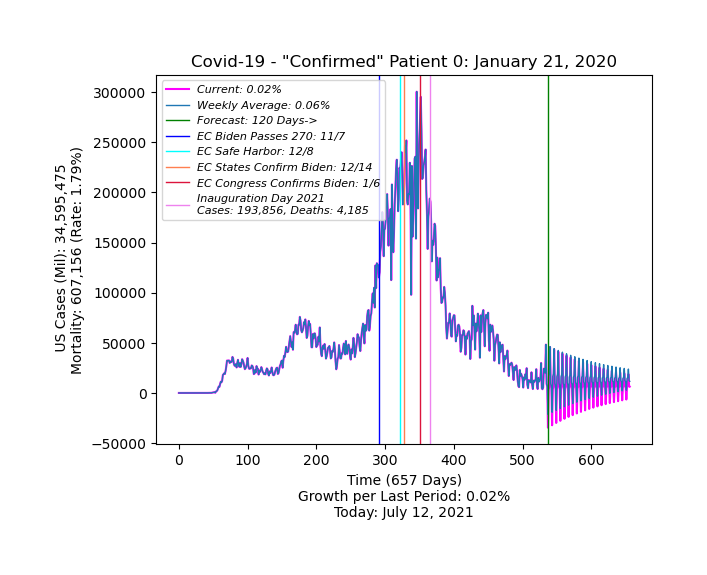 Covid-19 - "Confirmed" Patient 0: January 21, 2020
Current: 0.02%
Weekly Average: 0.06%
Forecast: 120 Days->
EC Biden Passes 270: 11/7
EC Safe Harbor: 12/8
EC States Confirm Biden: 12/14
EC Congress Confirms Biden: 1/6
Inauguration Day 2021
Cases: 193,856, Deaths: 4,185
US Cases (Mil): 34,595,475
Mortality: 607,156 (Rate: 1.79%)
300000
250000
200000
150000
100000
50000
0
−50000
0 100 200 300 400 500 600
Time (657 Days)
Growth per Last Period: 0.02%
Today: July 12, 2021